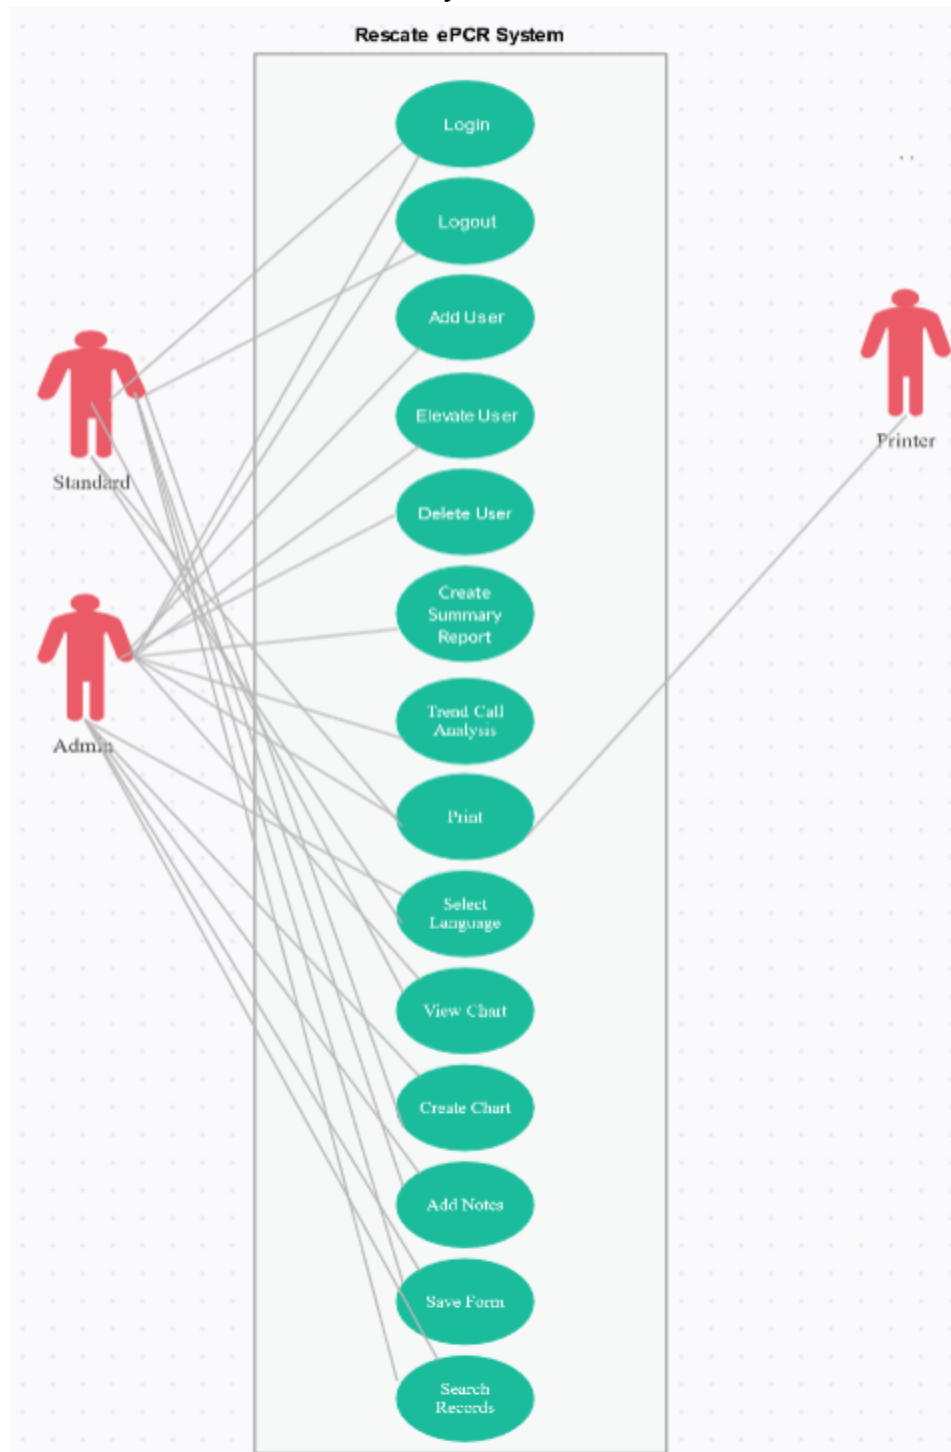 Rescate ePCR System
Login
Logout
Add User
Elevate User
Delete User
Create
Summary
Report
Trend Call
Analysis
Print
Select
Language
View Chart
Create Chart
Add Notes
Save Form
Search
Records
Standard
Admin
Printer